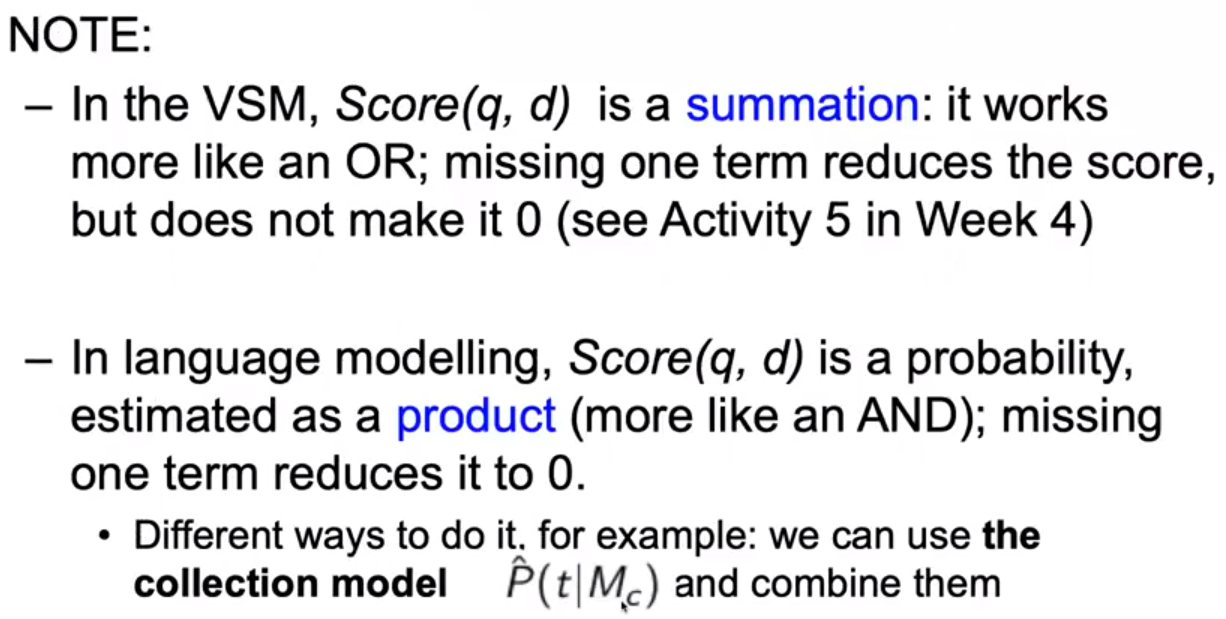 NOTE:
– In the VSM, Score(q, d) is a summation: it works
more like an OR; missing one term reduces the score,
but does not make it 0 (see Activity 5 in Week 4)
– In language modelling, Score(q, d) is a probability,
estimated as a product (more like an AND); missing
one term reduces it to 0.
• Different ways to do it, for example: we can use the
collection model P̂(t|Mc) and combine them